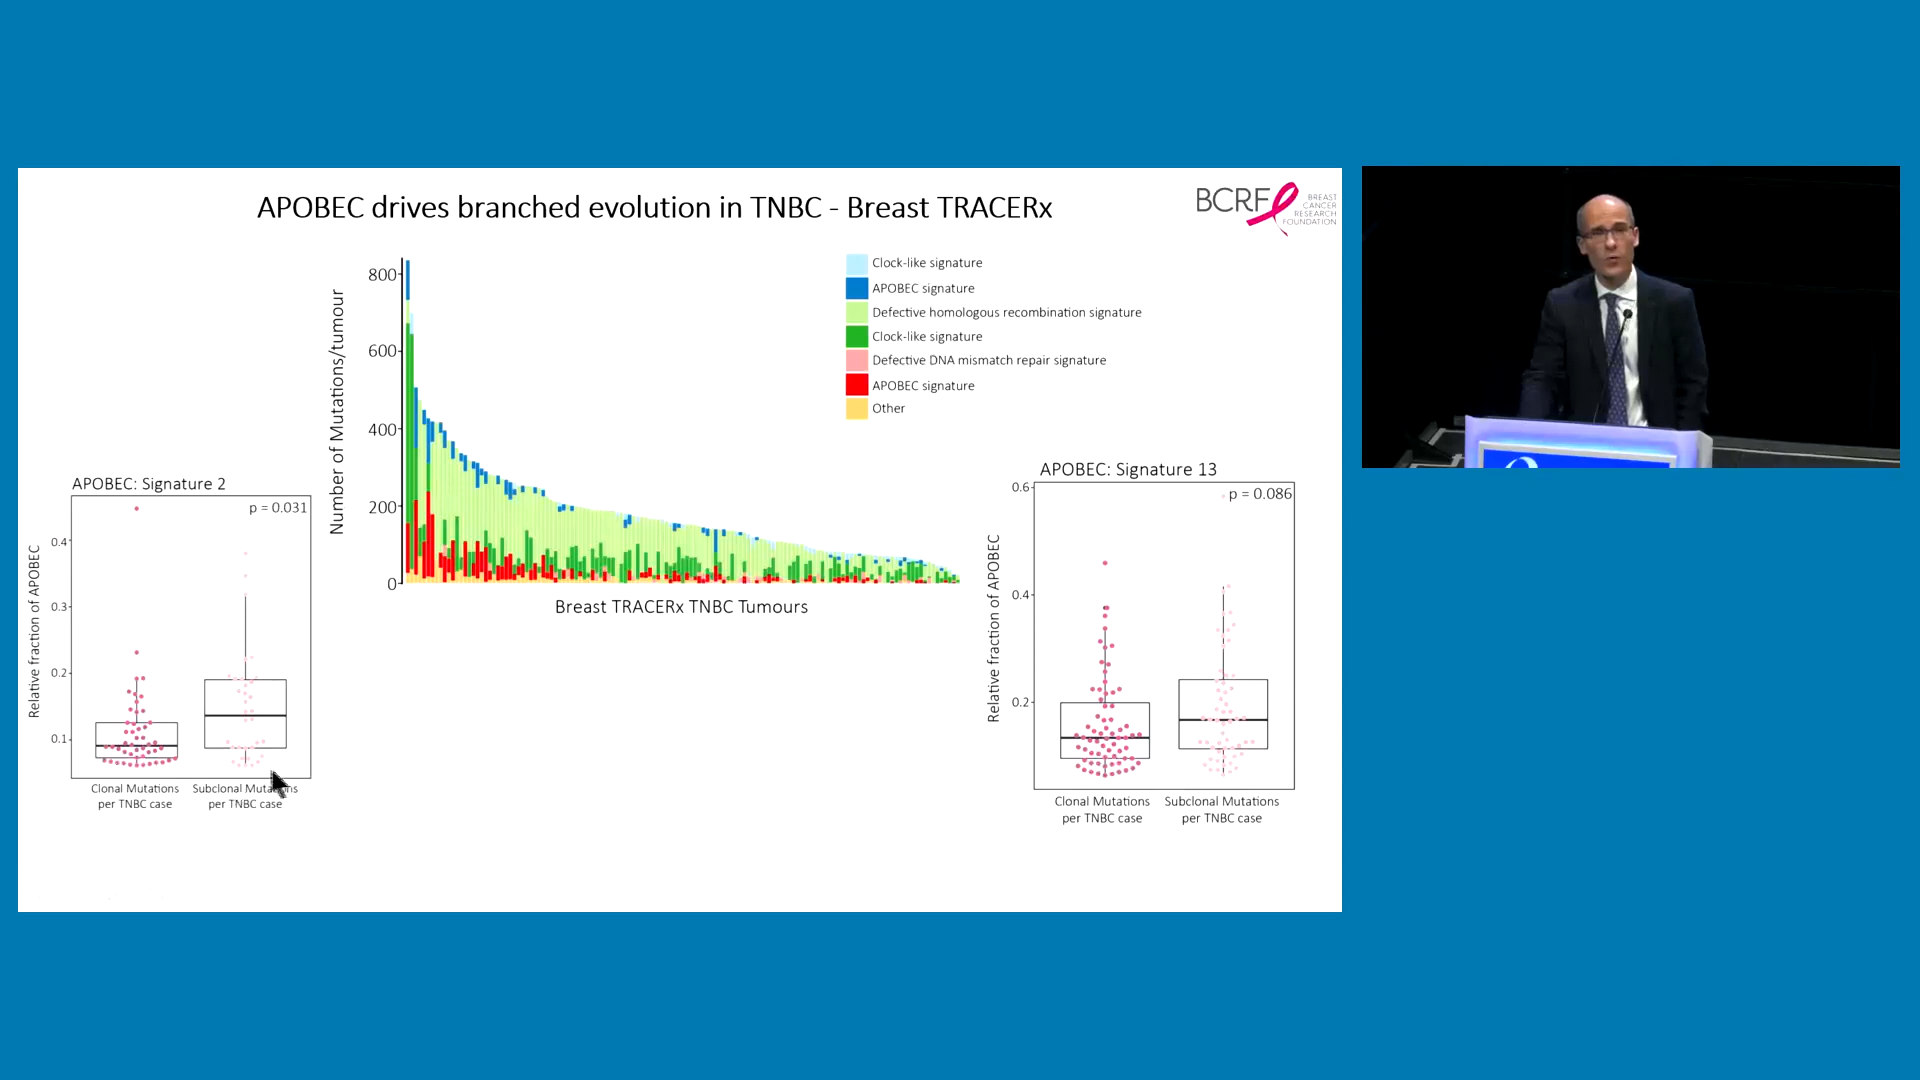 APOBEC drives branched evolution in TNBC - Breast TRACERx
BCRF
BREAST
CANCER
RESEARCH
FOUNDATION
Number of Mutations/tumour
800
600
400
200
0
Breast TRACERx TNBC Tumours
Clock-like signature
APOBEC signature
Defective homologous recombination signature
Clock-like signature
Defective DNA mismatch repair signature
APOBEC signature
Other
APOBEC: Signature 2
p = 0.031
Relative fraction of APOBEC
0.4
0.3
0.2
0.1
Clonal Mutations
per TNBC case
Subclonal Mutations
per TNBC case
APOBEC: Signature 13
p = 0.086
Relative fraction of APOBEC
0.6
0.4
0.2
Clonal Mutations
per TNBC case
Subclonal Mutations
per TNBC case